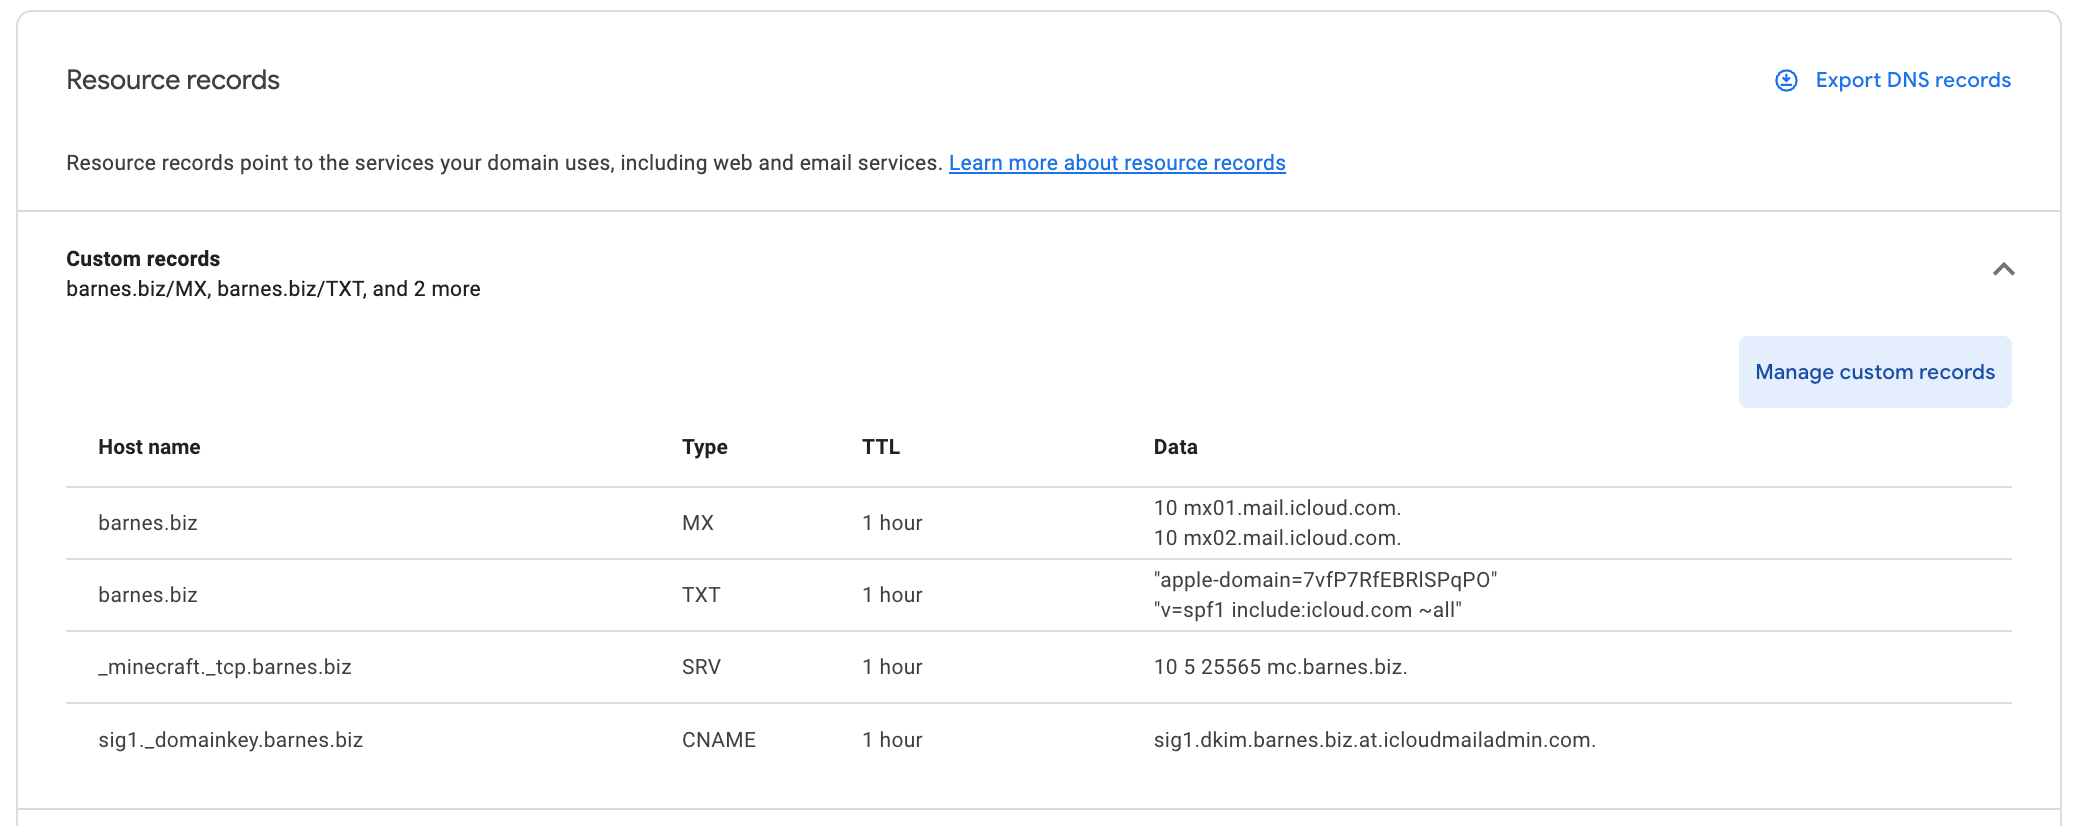 Resource records
Export DNS records
Resource records point to the services your domain uses, including web and email services. Learn more about resource records
Custom records
barnes.biz/MX, barnes.biz/TXT, and 2 more
Manage custom records
Host name Type TTL Data
barnes.biz MX 1 hour 10 mx01.mail.icloud.com.
10 mx02.mail.icloud.com.
barnes.biz TXT 1 hour "apple-domain=7vfP7RfEBRlSPqPO"
"v=spf1 include:icloud.com ~all"
_minecraft._tcp.barnes.biz SRV 1 hour 10 5 25565 mc.barnes.biz.
sig1._domainkey.barnes.biz CNAME 1 hour sig1.dkim.barnes.biz.at.icloudmailadmin.com.